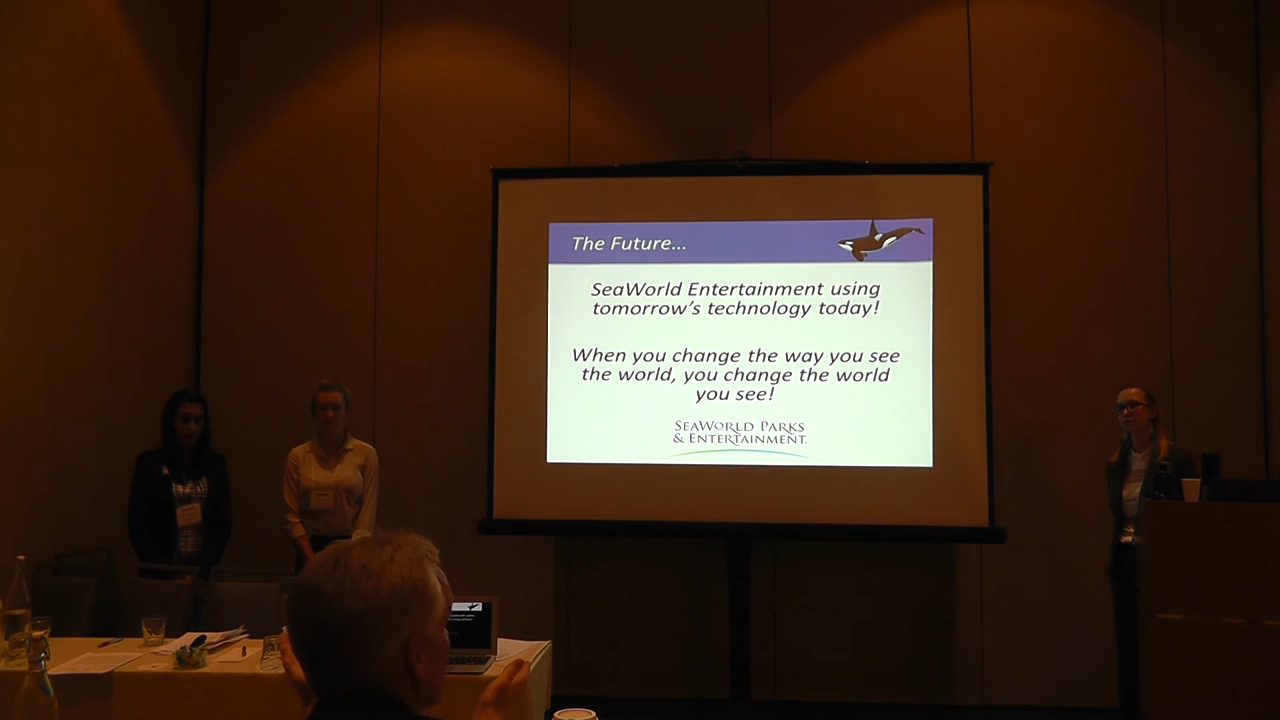 The Future...
SeaWorld Entertainment using
tomorrow's technology today!
When you change the way you see
the world, you change the world
you see!
SEAWORLD PARKS
& ENTERTAINMENT.